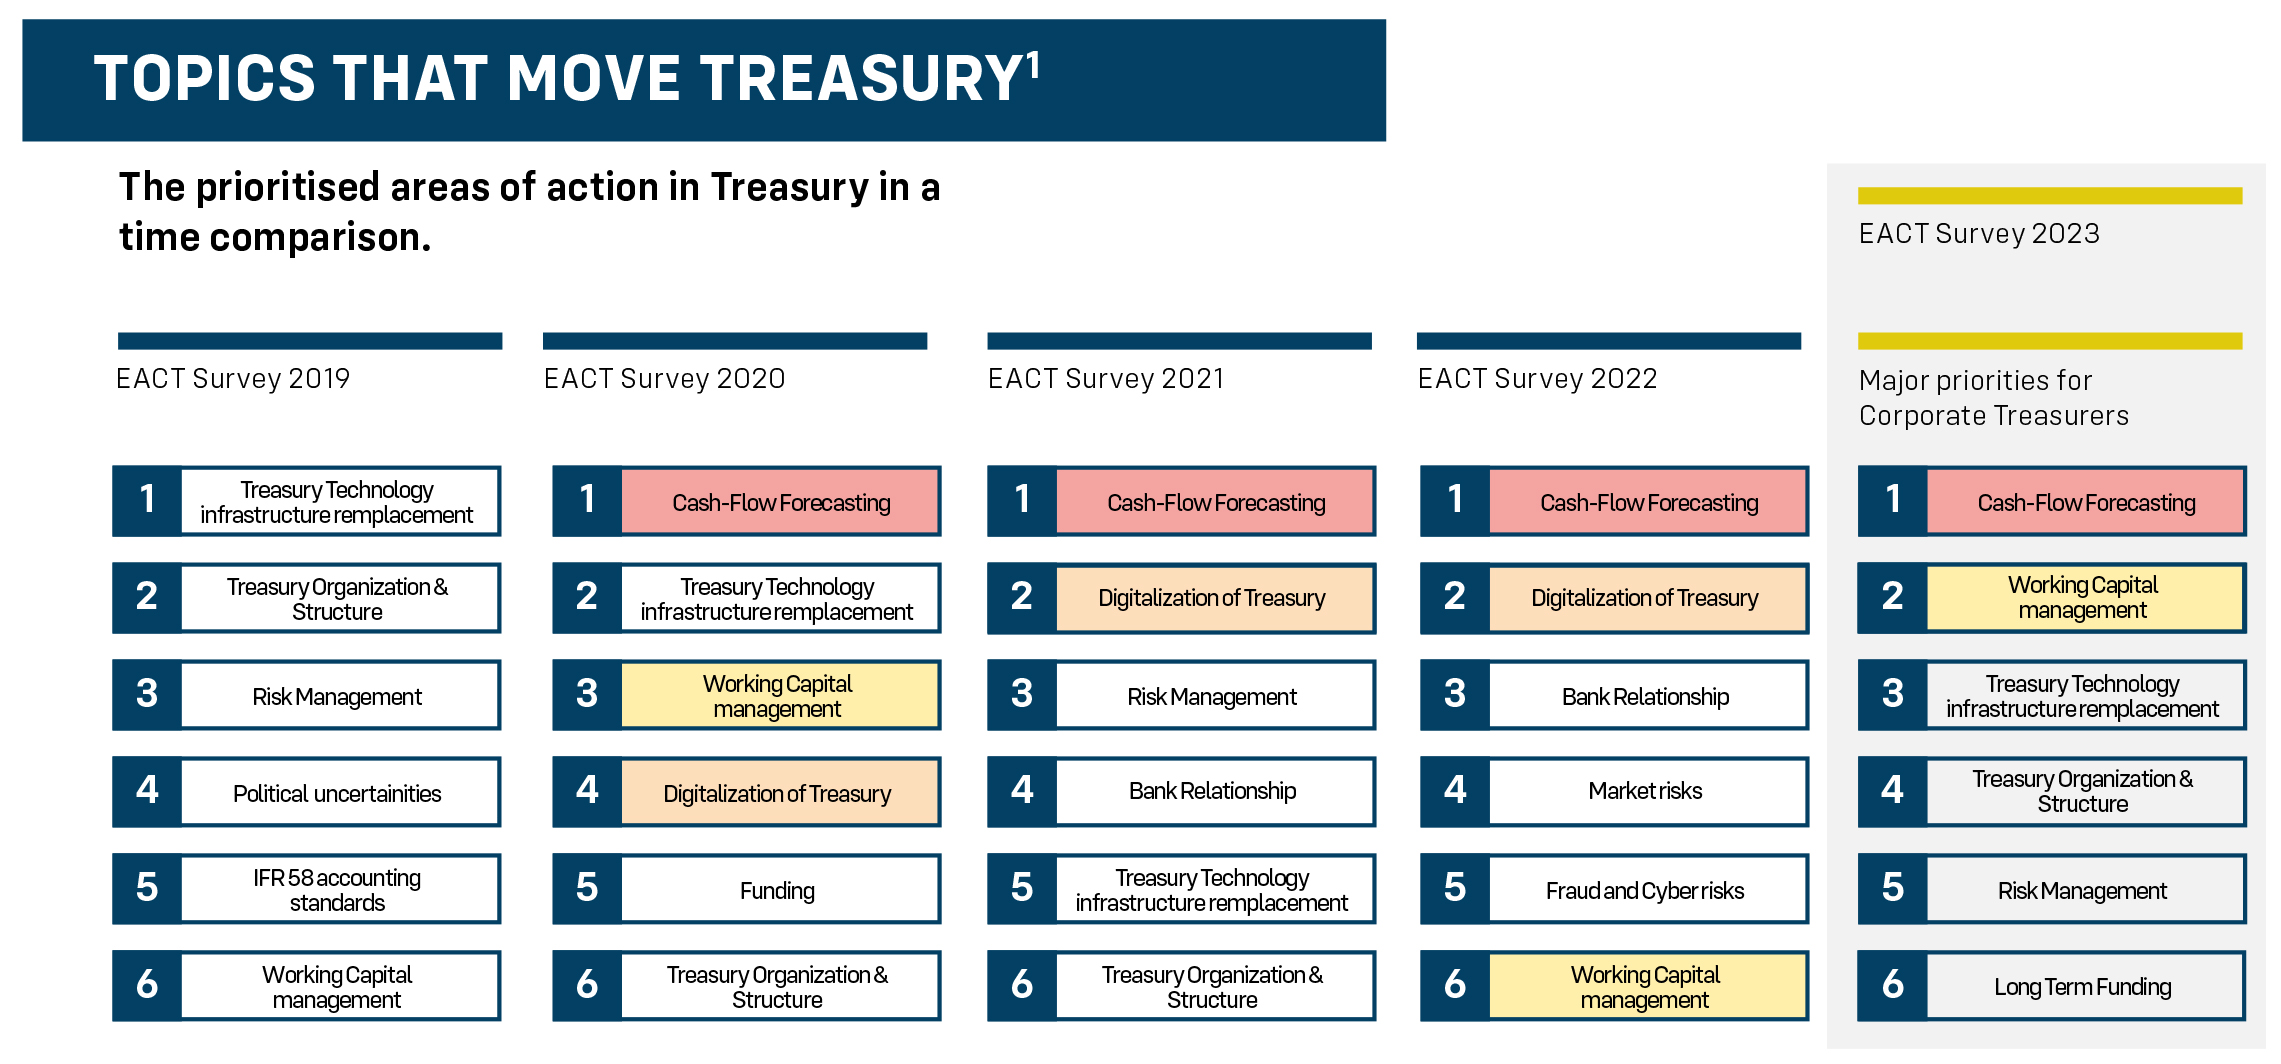 TOPICS THAT MOVE TREASURY¹
The prioritised areas of action in Treasury in a
time comparison.
EACT Survey 2019
1
Treasury Technology
infrastructure remplacement
2
Treasury Organization &
Structure
3
Risk Management
4
Political uncertainities
5
IFR 58 accounting
standards
6
Working Capital
management
EACT Survey 2020
1
Cash-Flow Forecasting
2
Treasury Technology
infrastructure remplacement
3
Working Capital
management
4
Digitalization of Treasury
5
Funding
6
Treasury Organization &
Structure
EACT Survey 2021
1
Cash-Flow Forecasting
2
Digitalization of Treasury
3
Risk Management
4
Bank Relationship
5
Treasury Technology
infrastructure remplacement
6
Treasury Organization &
Structure
EACT Survey 2022
1
Cash-Flow Forecasting
2
Digitalization of Treasury
3
Bank Relationship
4
Market risks
5
Fraud and Cyber risks
6
Working Capital
management
EACT Survey 2023
Major priorities for
Corporate Treasurers
1
Cash-Flow Forecasting
2
Working Capital
management
3
Treasury Technology
infrastructure remplacement
4
Treasury Organization &
Structure
5
Risk Management
6
Long Term Funding